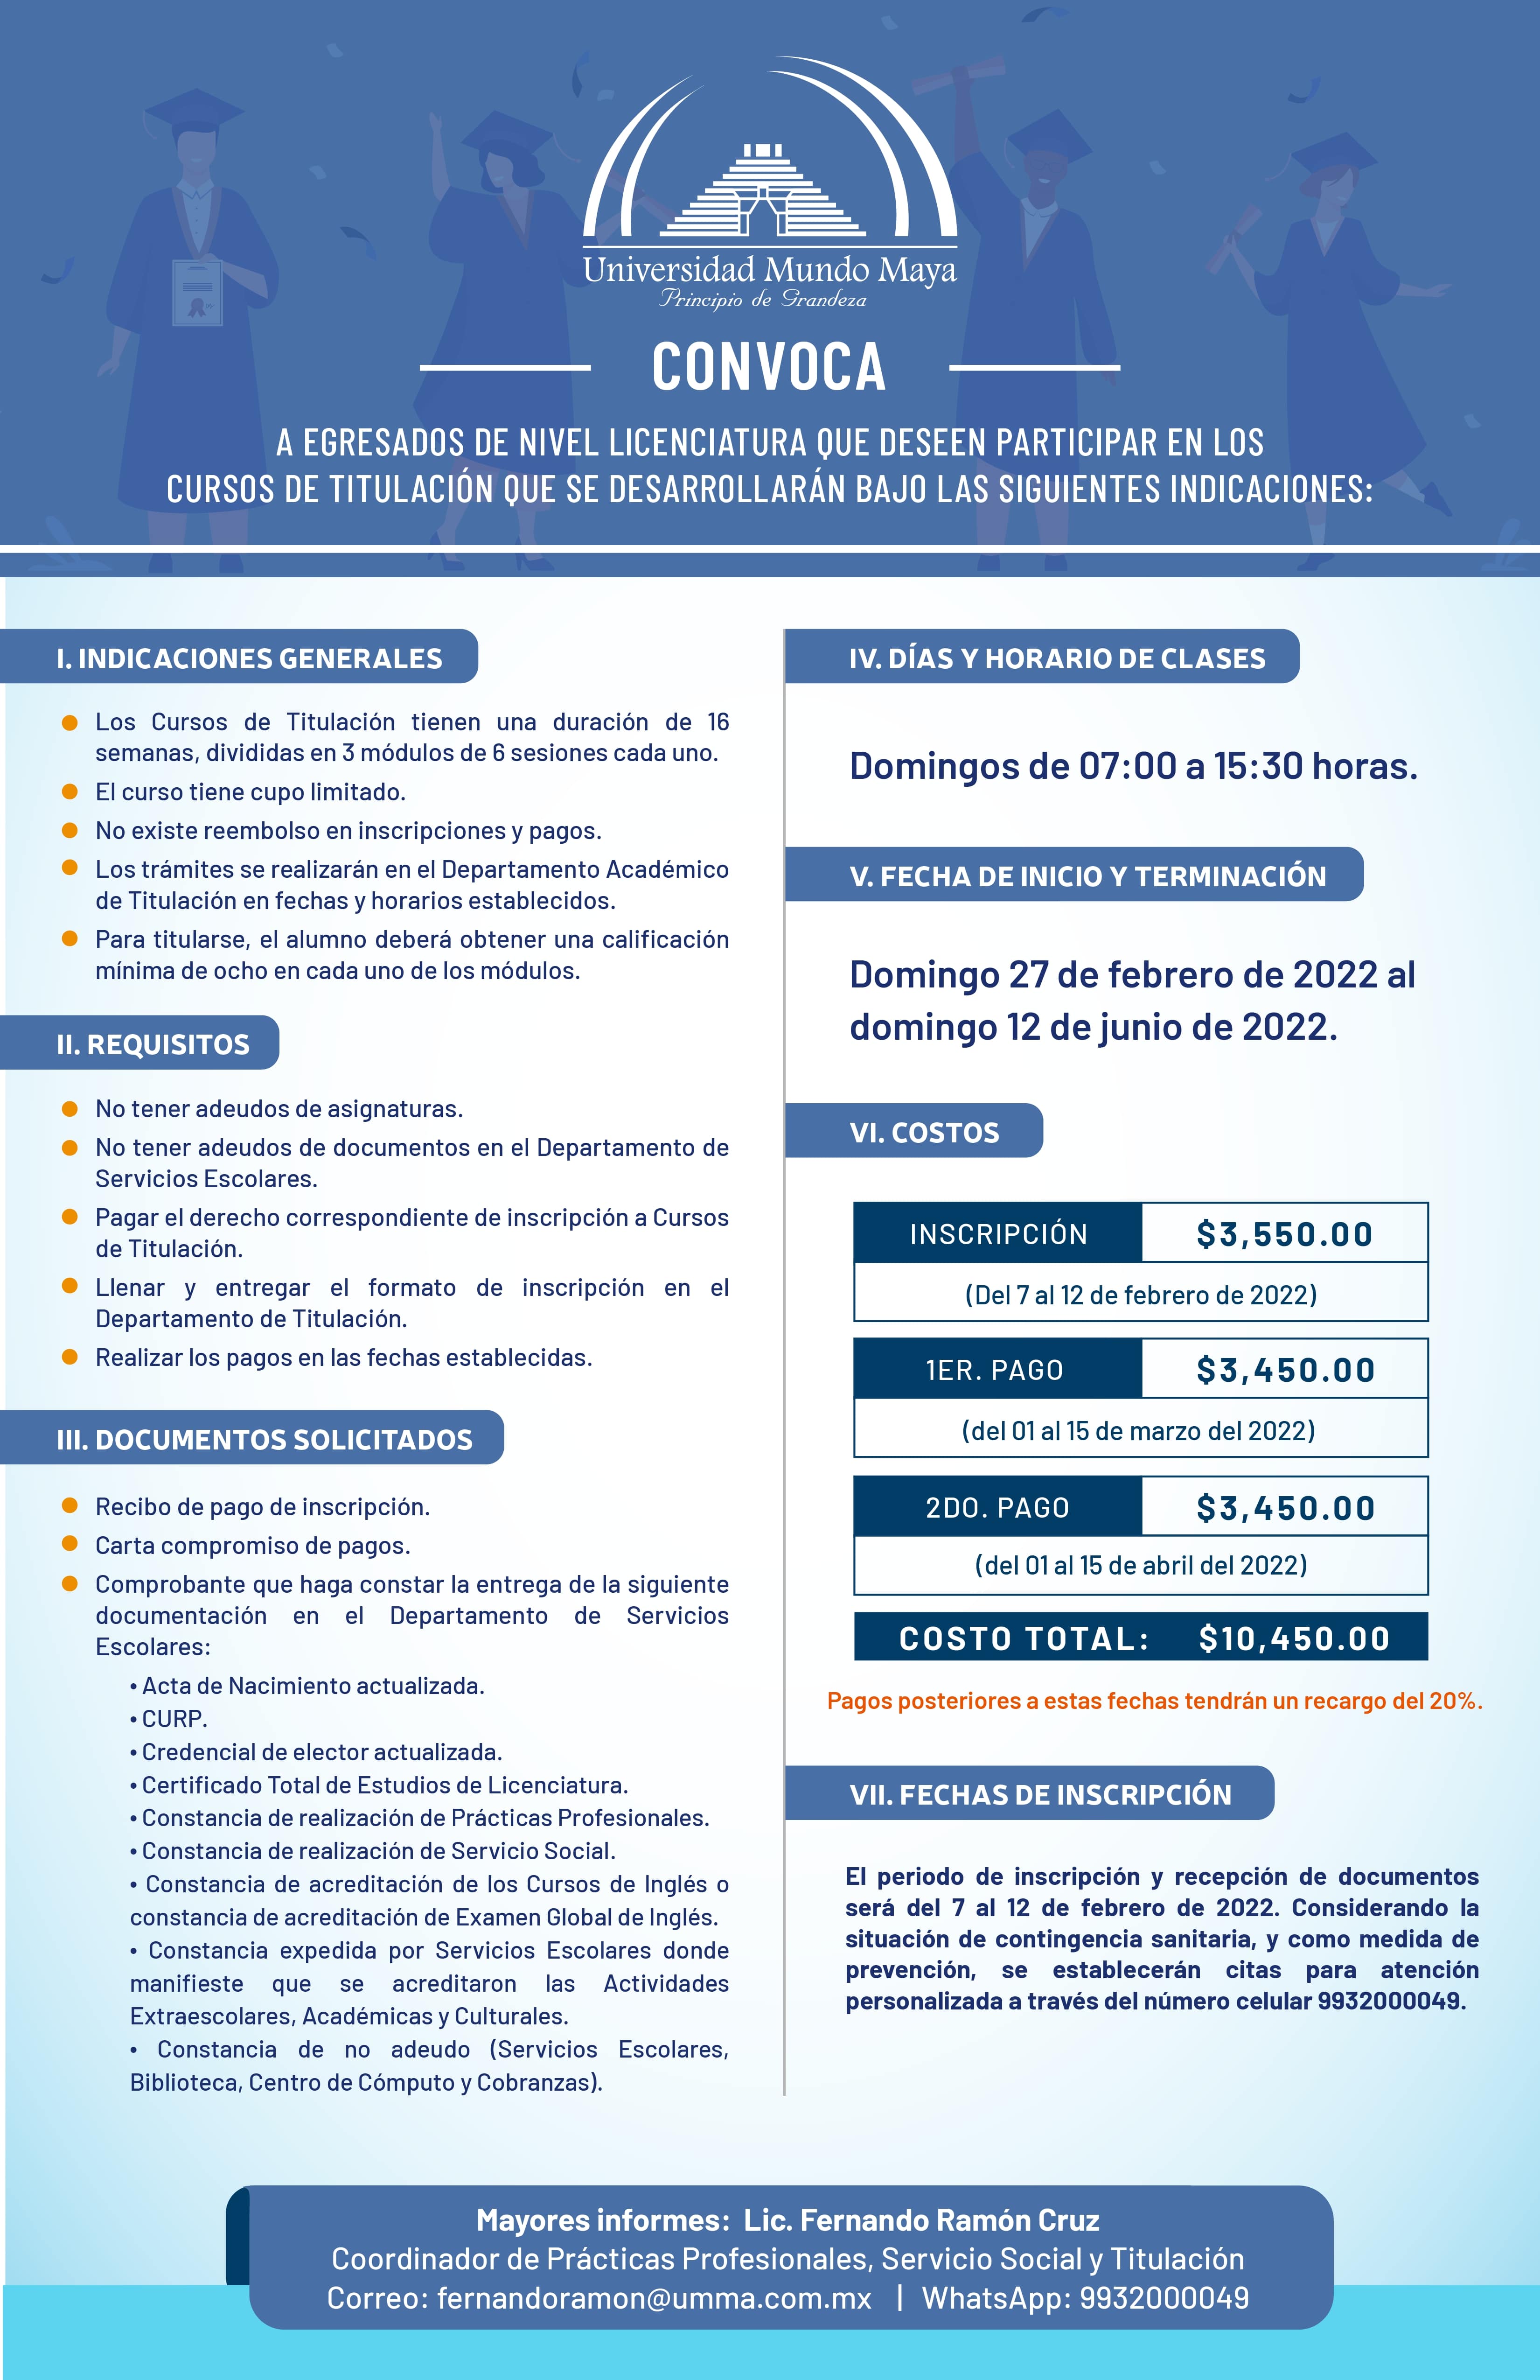 Universidad Mundo Maya
Principio de Grandeza
CONVOCA
A EGRESADOS DE NIVEL LICENCIATURA QUE DESEEN PARTICIPAR EN LOS
CURSOS DE TITULACIÓN QUE SE DESARROLLARÁN BAJO LAS SIGUIENTES INDICACIONES:
I. INDICACIONES GENERALES
Los Cursos de Titulación tienen una duración de 16
semanas, divididas en 3 módulos de 6 sesiones cada uno.
El curso tiene cupo limitado.
No existe reembolso en inscripciones y pagos.
Los trámites se realizarán en el Departamento Académico
de Titulación en fechas y horarios establecidos.
Para titularse, el alumno deberá obtener una calificación
mínima de ocho en cada uno de los módulos.
II. REQUISITOS
No tener adeudos de asignaturas.
No tener adeudos de documentos en el Departamento de
Servicios Escolares.
Pagar el derecho correspondiente de inscripción a Cursos
de Titulación.
Llenar y entregar el formato de inscripción en el
Departamento de Titulación.
Realizar los pagos en las fechas establecidas.
III. DOCUMENTOS SOLICITADOS
Recibo de pago de inscripción.
Carta compromiso de pagos.
Comprobante que haga constar la entrega de la siguiente
documentación en el Departamento de Servicios
Escolares:
• Acta de Nacimiento actualizada.
• CURP.
• Credencial de elector actualizada.
• Certificado Total de Estudios de Licenciatura.
• Constancia de realización de Prácticas Profesionales.
• Constancia de realización de Servicio Social.
• Constancia de acreditación de los Cursos de Inglés o
constancia de acreditación de Examen Global de Inglés.
• Constancia expedida por Servicios Escolares donde
manifieste que se acreditaron las Actividades
Extraescolares, Académicas y Culturales.
• Constancia de no adeudo (Servicios Escolares,
Biblioteca, Centro de Cómputo y Cobranzas).
IV. DÍAS Y HORARIO DE CLASES
Domingos de 07:00 a 15:30 horas.
V. FECHA DE INICIO Y TERMINACIÓN
Domingo 27 de febrero de 2022 al
domingo 12 de junio de 2022.
VI. COSTOS
INSCRIPCIÓN $3,550.00
(Del 7 al 12 de febrero de 2022)
1ER. PAGO $3,450.00
(del 01 al 15 de marzo del 2022)
2DO. PAGO $3,450.00
(del 01 al 15 de abril del 2022)
COSTO TOTAL: $10,450.00
Pagos posteriores a estas fechas tendrán un recargo del 20%.
VII. FECHAS DE INSCRIPCIÓN
El periodo de inscripción y recepción de documentos
será del 7 al 12 de febrero de 2022. Considerando la
situación de contingencia sanitaria, y como medida de
prevención, se establecerán citas para atención
personalizada a través del número celular 9932000049.
Mayores informes: Lic. Fernando Ramón Cruz
Coordinador de Prácticas Profesionales, Servicio Social y Titulación
Correo: fernandoramon@umma.com.mx | WhatsApp: 9932000049